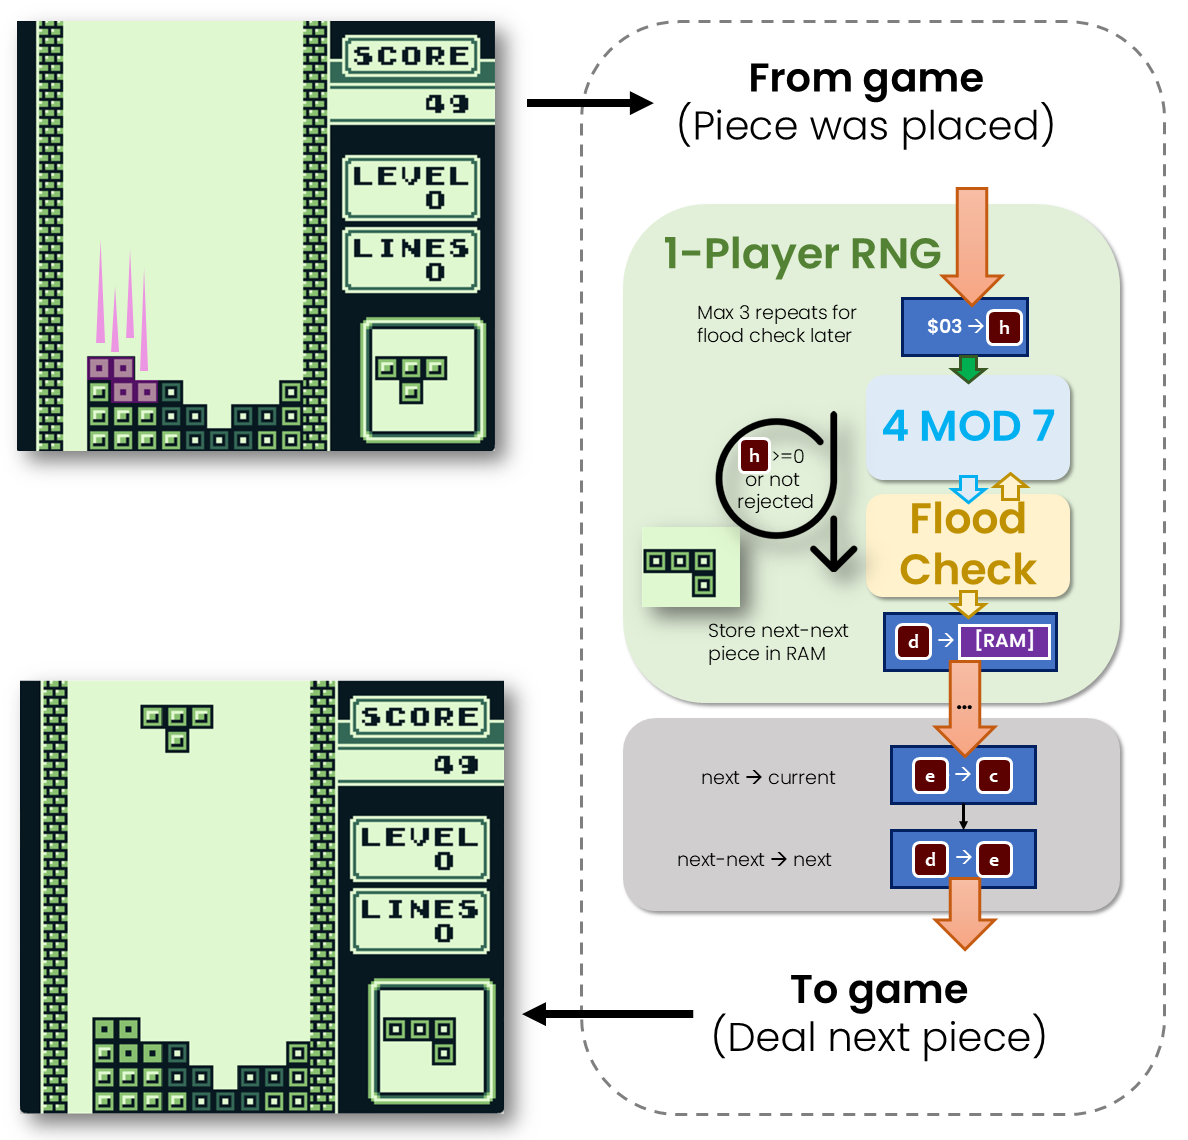 SCORE
49
LEVEL
0
LINES
0
From game
(Piece was placed)
1-Player RNG
Max 3 repeats for
flood check later
$03 → h
4 MOD 7
h >=0
or not
rejected
Flood
Check
Store next-next
piece in RAM
d → [RAM]
...
next → current
e → c
next-next → next
d → e
To game
(Deal next piece)
SCORE
49
LEVEL
0
LINES
0